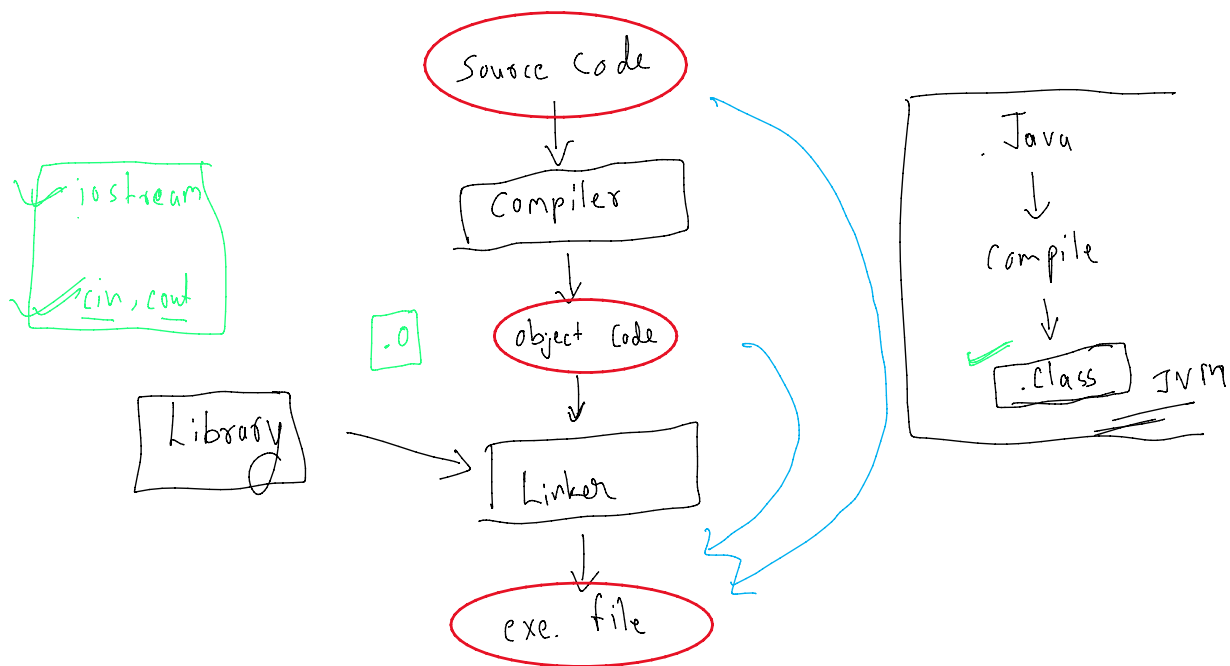 Source Code
Compiler
object code
Linker
exe. file
iostream
cin, cout
.o
Library
.Java
Compile
.class
JVM